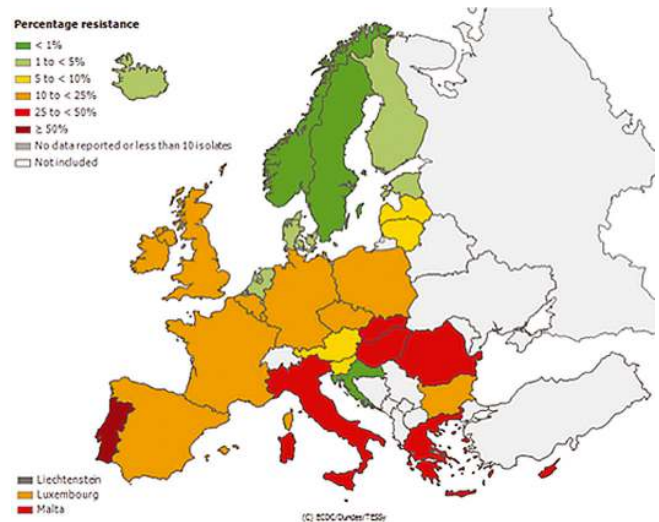 Percentage resistance
< 1%
1 to < 5%
5 to < 10%
10 to < 25%
25 to < 50%
≥ 50%
No data reported or less than 10 isolates
Not included
Liechtenstein
Luxembourg
Malta
(C) ECDC/Dundas/TESSy